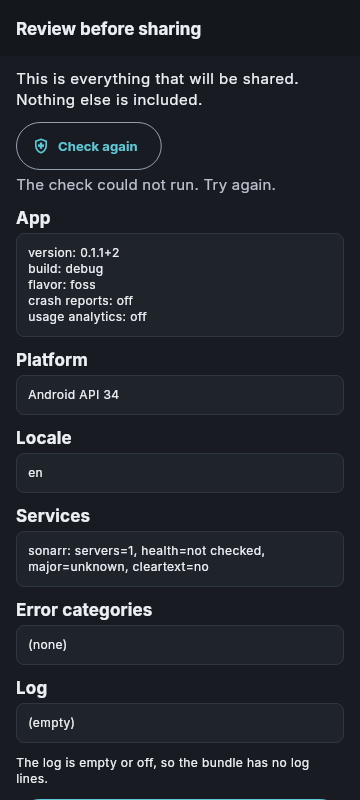 Review before sharing
This is everything that will be shared.
Nothing else is included.
Check again
The check could not run. Try again.
App
version: 0.1.1+2
build: debug
flavor: foss
crash reports: off
usage analytics: off
Platform
Android API 34
Locale
en
Services
sonarr: servers=1, health=not checked,
major=unknown, cleartext=no
Error categories
(none)
Log
(empty)
The log is empty or off, so the bundle has no log
lines.